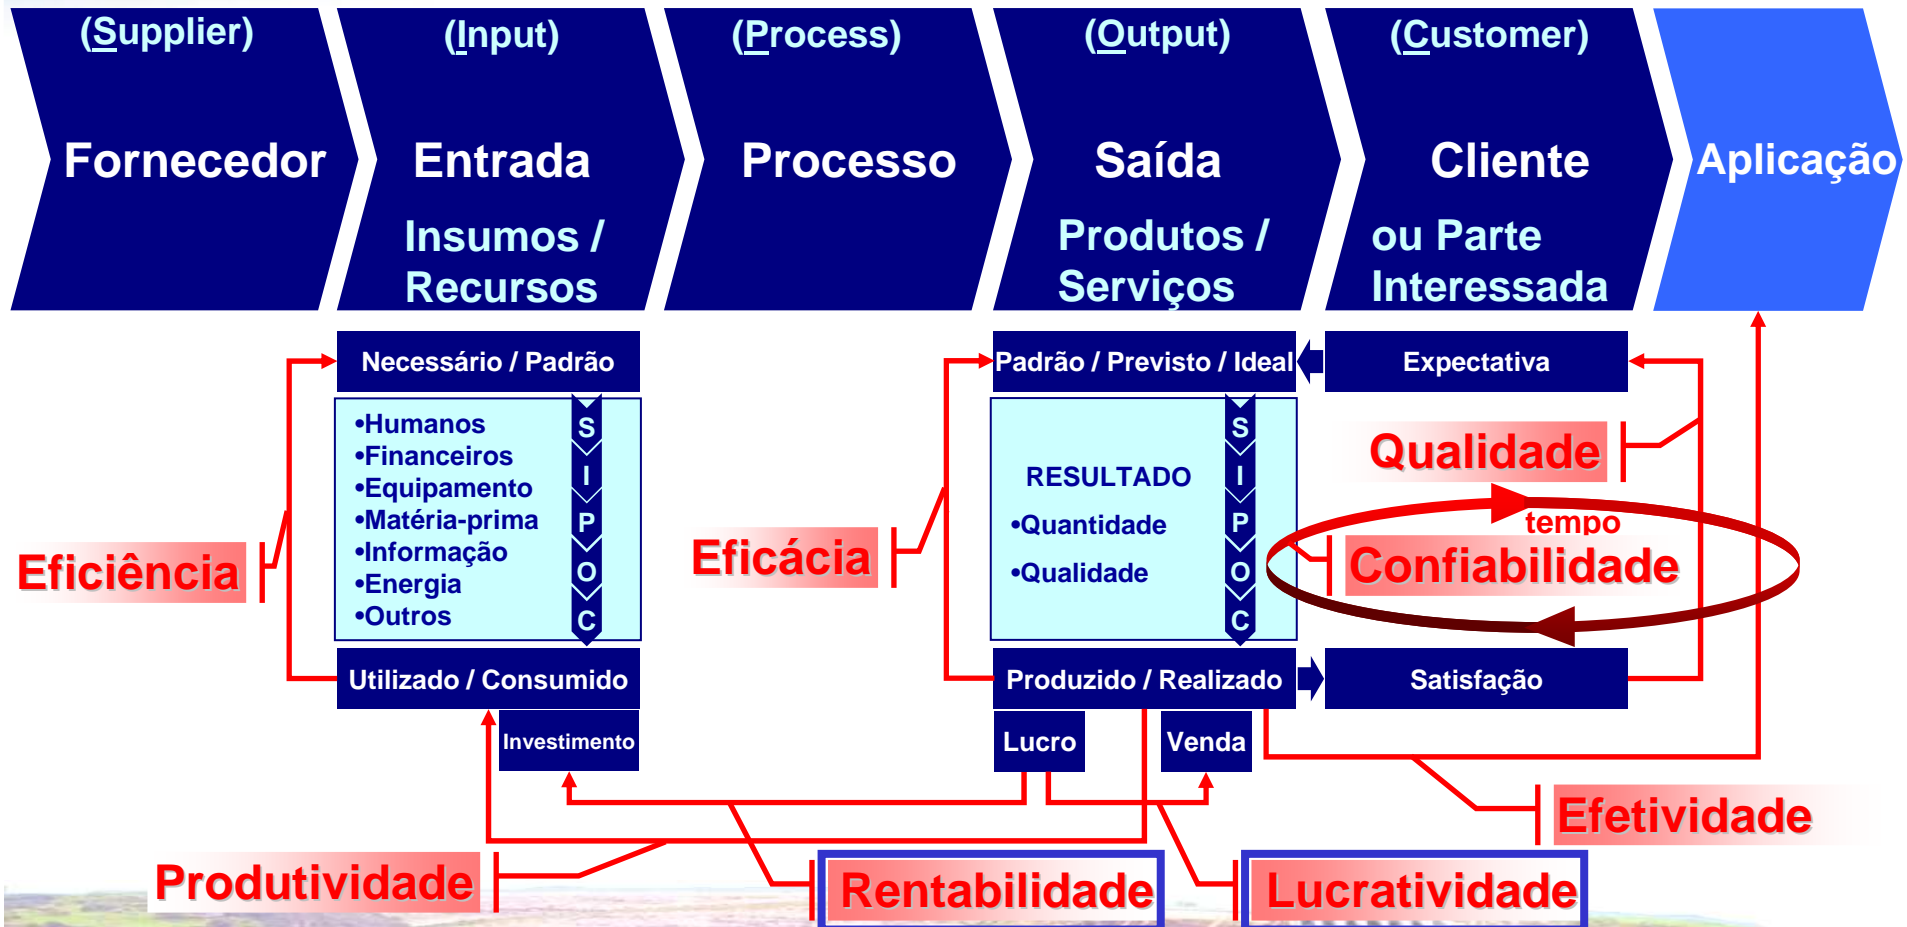 (Supplier)
(Input)
(Process)
(Output)
(Customer)
Fornecedor
Entrada
Processo
Saída
Cliente
Aplicação
Insumos /
Recursos
Produtos /
Serviços
ou Parte
Interessada
Necessário / Padrão
Padrão / Previsto / Ideal
Expectativa
•Humanos
•Financeiros
•Equipamento
•Matéria-prima
•Informação
•Energia
•Outros
S
I
P
O
C
RESULTADO
•Quantidade
•Qualidade
S
I
P
O
C
Qualidade
tempo
Confiabilidade
Eficiência
Eficácia
Utilizado / Consumido
Produzido / Realizado
Satisfação
Investimento
Lucro
Venda
Efetividade
Produtividade
Rentabilidade
Lucratividade